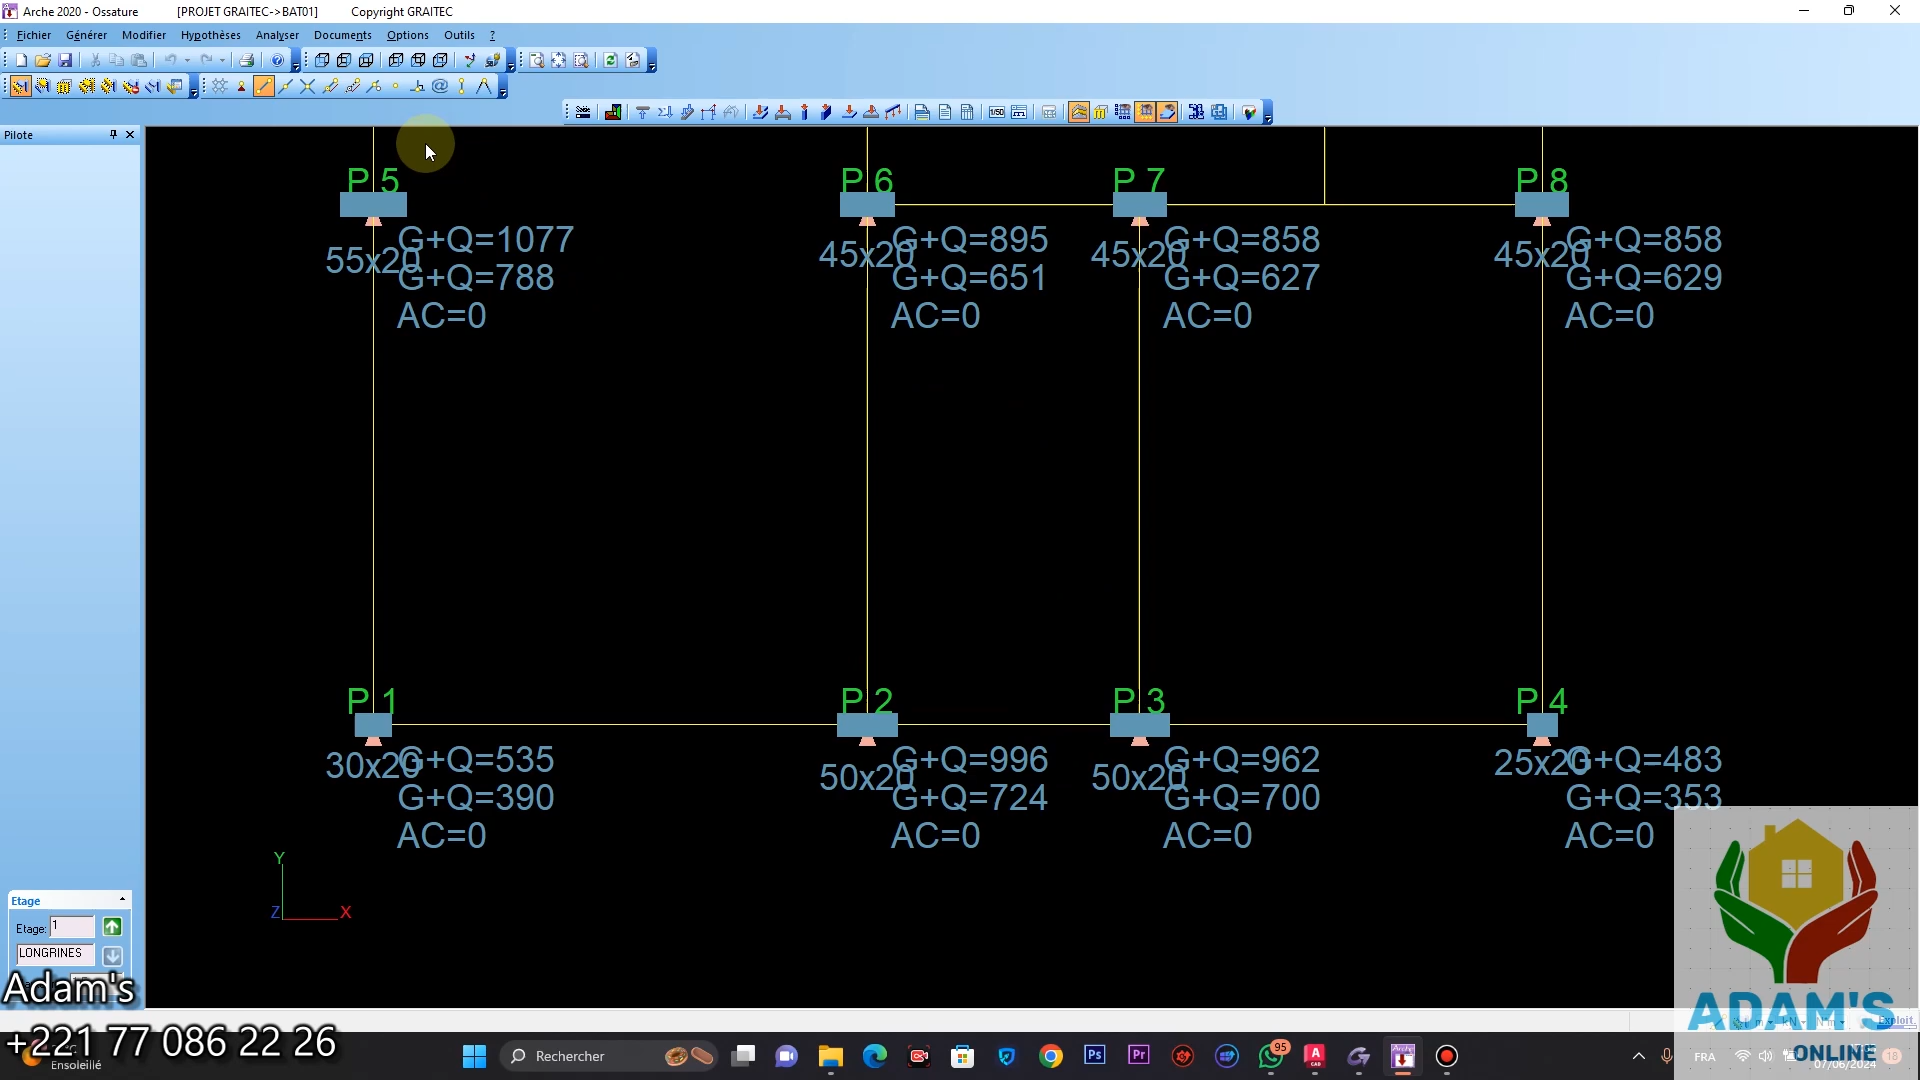 Arche 2020 - Ossature [PROJET GRAITEC->BAT01] Copyright GRAITEC
Fichier Générer Modifier Hypothèses Analyser Documents Options Outils ?
Pilote
P 5 P 6 P 7 P 8
55x20 45x20 45x20 45x20
G+Q=1077 G+Q=895 G+Q=858 G+Q=858
G+Q=788 G+Q=651 G+Q=627 G+Q=629
AC=0 AC=0 AC=0 AC=0
P 1 P 2 P 3 P 4
30x20 50x20 50x20 25x20
G+Q=535 G+Q=996 G+Q=962 G+Q=483
G+Q=390 G+Q=724 G+Q=700 G+Q=353
AC=0 AC=0 AC=0 AC=0
Y
Z X
Etage
Etage: 1
LONGRINES
Adam's
+221 77 086 22 26
Ensoleillé
Rechercher
95
FRA
07/06/2024
18
Exploit.
ADAM'S
ONLINE